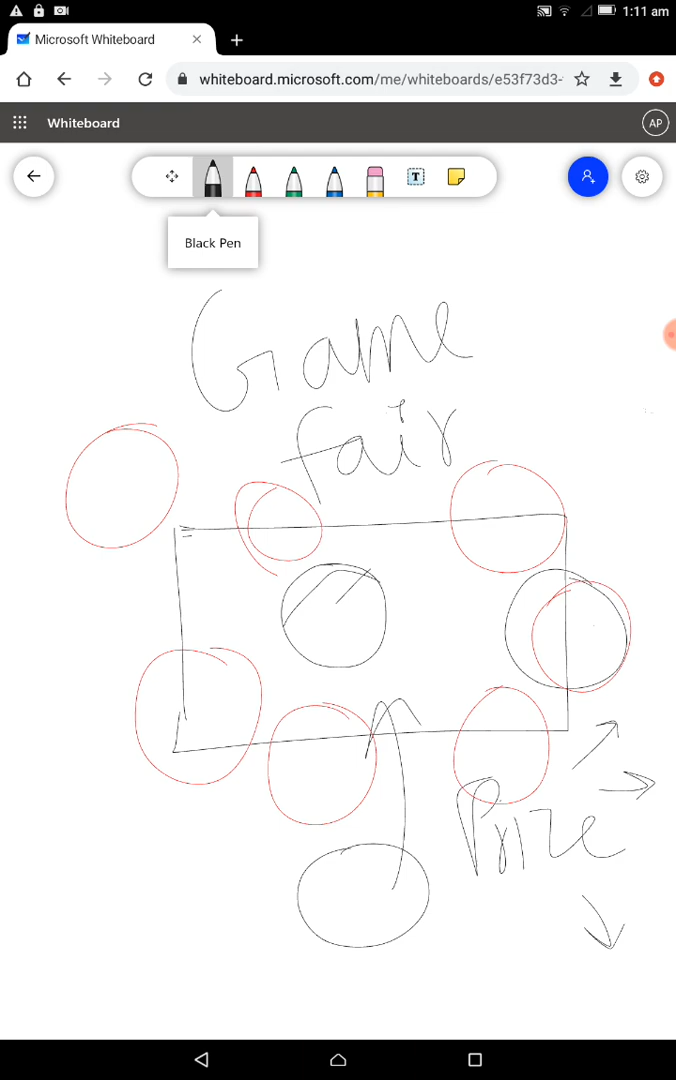 1:11 am
Microsoft Whiteboard
whiteboard.microsoft.com/me/whiteboards/e53f73d3-
Whiteboard
AP
T
Black Pen
Game
fair
Prize